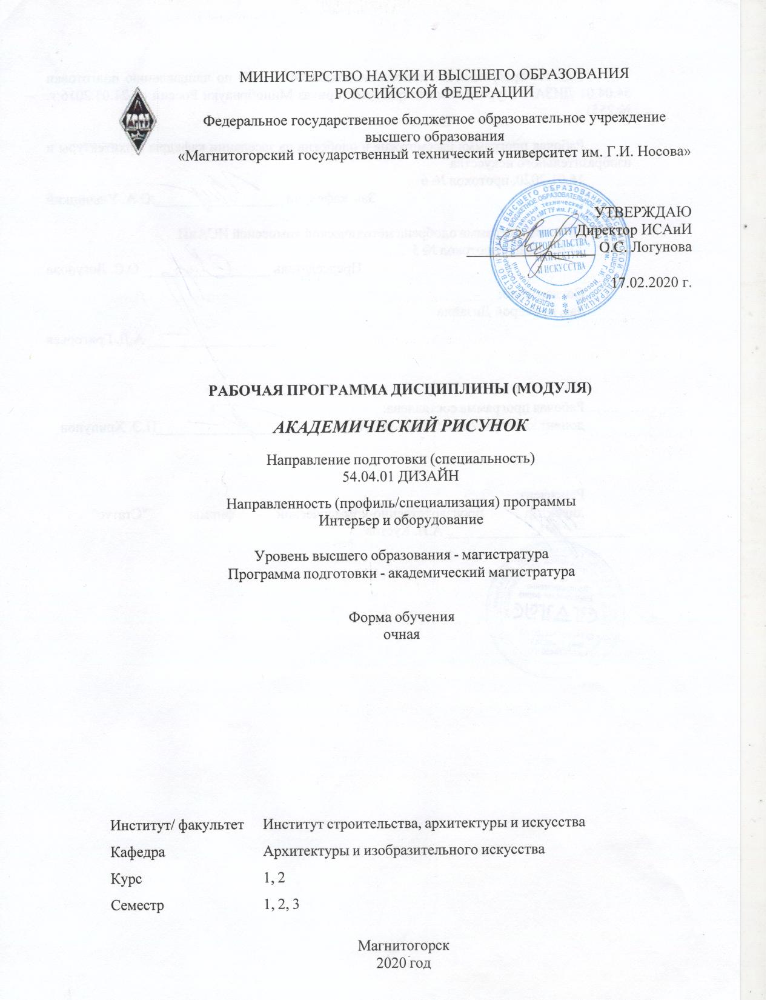 МИНИСТЕРСТВО НАУКИ И ВЫСШЕГО ОБРАЗОВАНИЯ
РОССИЙСКОЙ ФЕДЕРАЦИИ
Федеральное государственное бюджетное образовательное учреждение
высшего образования
«Магнитогорский государственный технический университет им. Г.И. Носова»
УТВЕРЖДАЮ
Директор ИСАиИ
О.С. Логунова
17.02.2020 г.
ИНСТИТУТ
СТРОИТЕЛЬСТВА,
АРХИТЕКТУРЫ
И ИСКУССТВА
РАБОЧАЯ ПРОГРАММА ДИСЦИПЛИНЫ (МОДУЛЯ)
АКАДЕМИЧЕСКИЙ РИСУНОК
Направление подготовки (специальность)
54.04.01 ДИЗАЙН
Направленность (профиль/специализация) программы
Интерьер и оборудование
Уровень высшего образования - магистратура
Программа подготовки - академический магистратура
Форма обучения
очная
Институт/ факультет Институт строительства, архитектуры и искусства
Кафедра Архитектуры и изобразительного искусства
Курс 1, 2
Семестр 1, 2, 3
Магнитогорск
2020 год